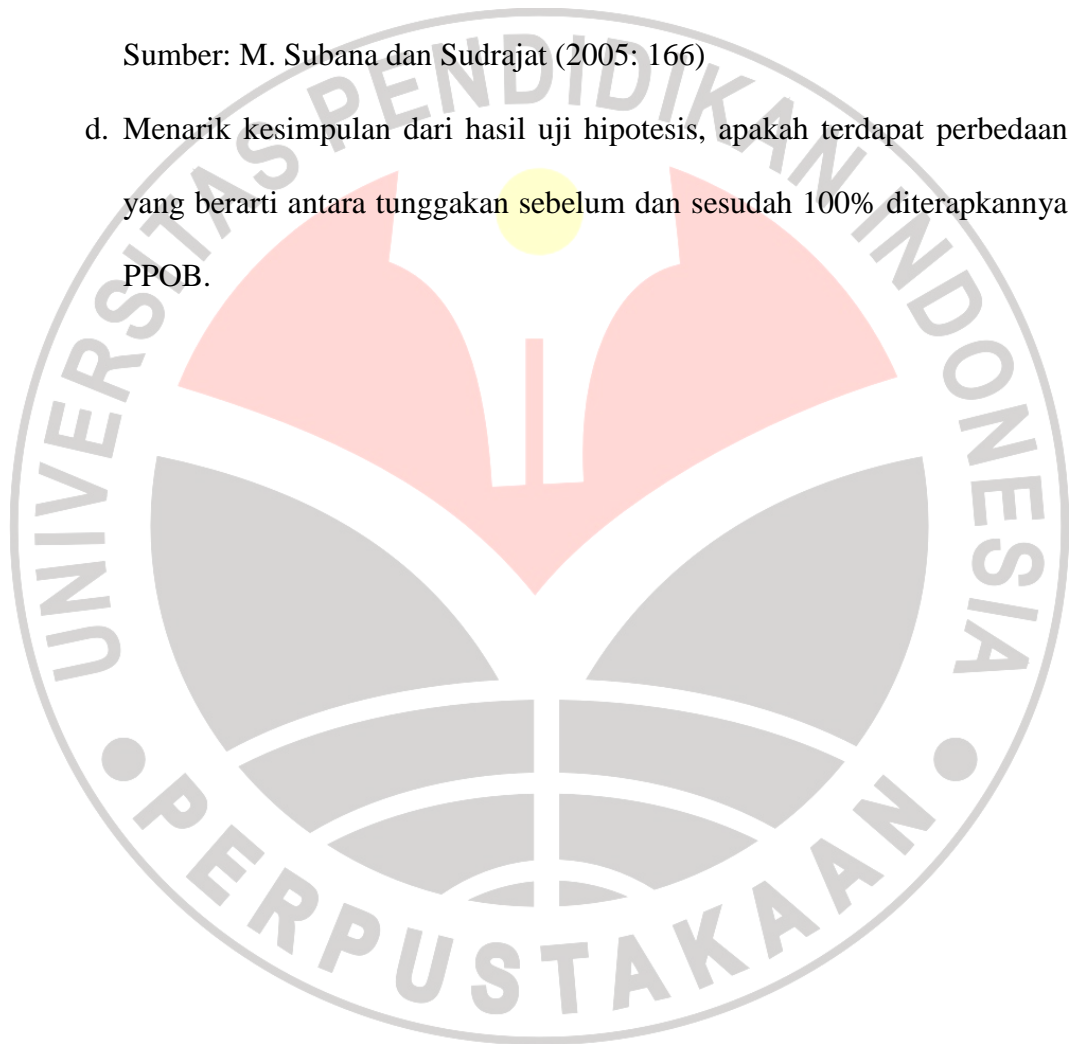 Sumber: M. Subana dan Sudrajat (2005: 166)
d. Menarik kesimpulan dari hasil uji hipotesis, apakah terdapat perbedaan
yang berarti antara tunggakan sebelum dan sesudah 100% diterapkannya
PPOB.
UNIVERSITAS PENDIDIKAN INDONESIA
PERPUSTAKAAN